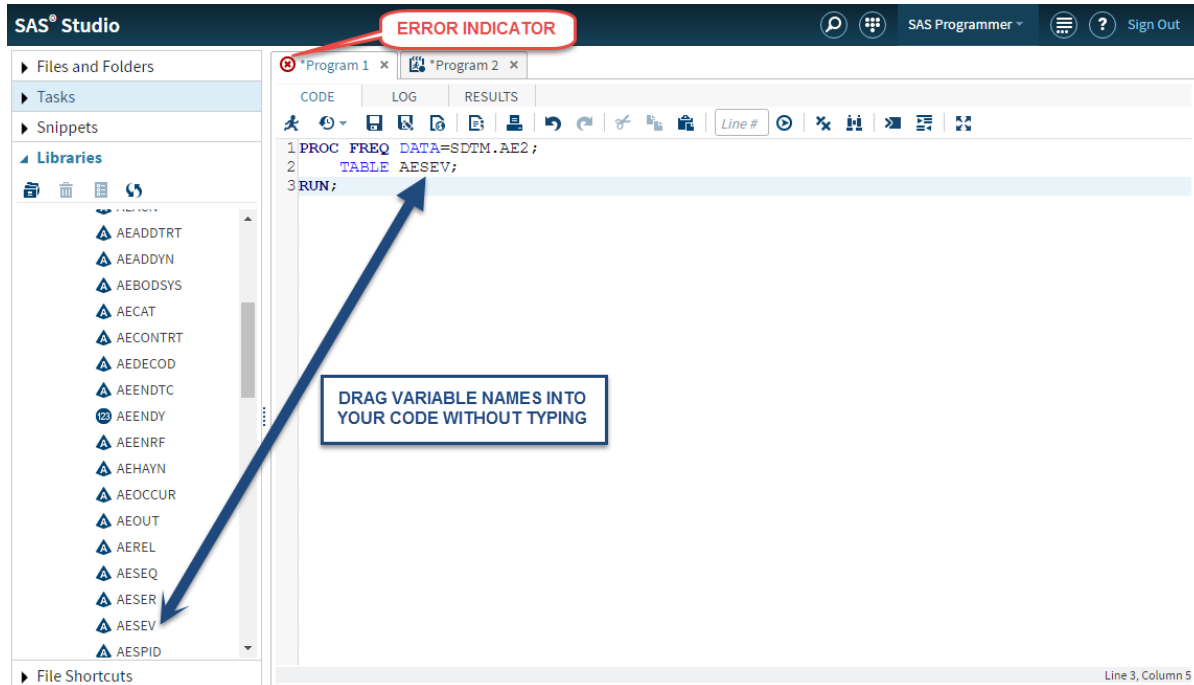 SAS® Studio
ERROR INDICATOR
SAS Programmer
?
Sign Out
Files and Folders
Tasks
Snippets
Libraries
AEADDTRT
AEADDYN
AEBODSYS
AECAT
AECONTRT
AEDECOD
AEENDTC
123 AEENDY
AEENRF
AEHAYN
AEOCCUR
AEOUT
AEREL
AESEQ
AESER
AESEV
AESPID
File Shortcuts
*Program 1 ×
*Program 2 ×
CODE LOG RESULTS
Line #
1 PROC FREQ DATA=SDTM.AE2;
2 TABLE AESEV;
3 RUN;
DRAG VARIABLE NAMES INTO
YOUR CODE WITHOUT TYPING
Line 3, Column 5